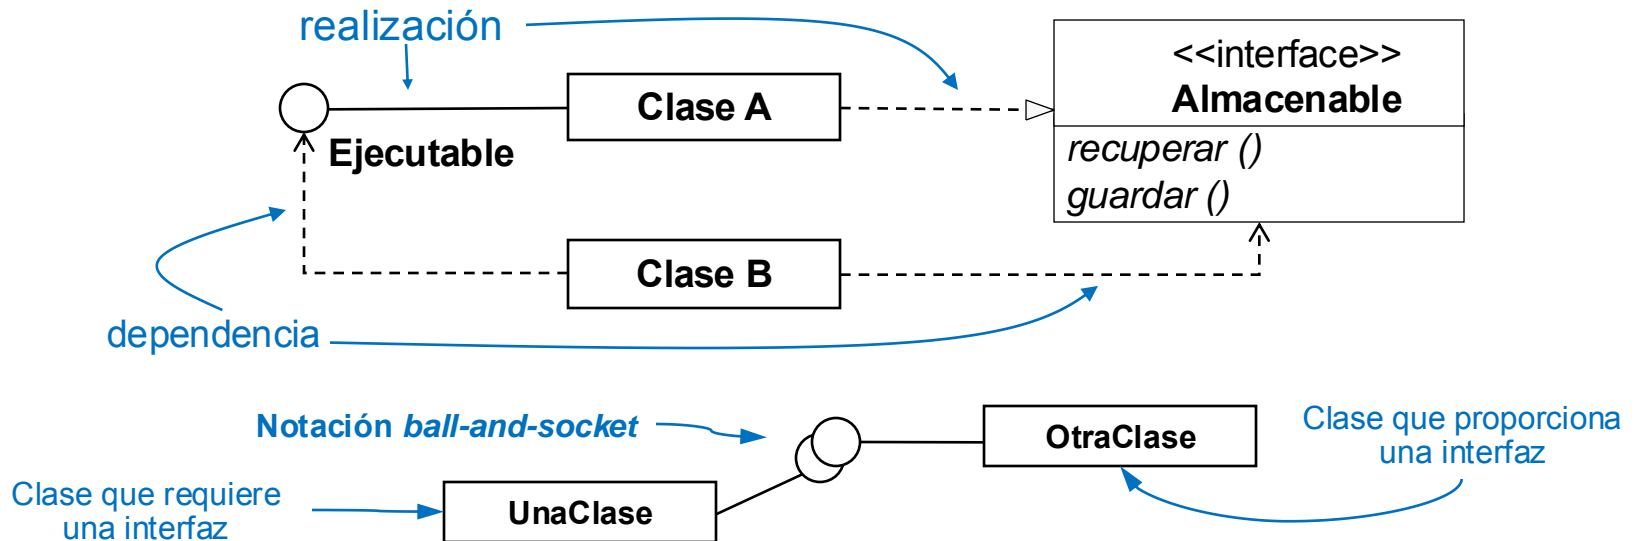 realización
<<interface>>
Almacenable
Clase A
Ejecutable
recuperar ()
guardar ()
Clase B
dependencia
Notación ball-and-socket
OtraClase
Clase que proporciona
una interfaz
Clase que requiere
una interfaz
UnaClase